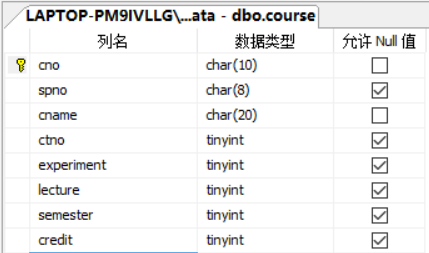 LAPTOP-PM9IVLLG\...ata - dbo.course
列名 数据类型 允许 Null 值
cno char(10)
spno char(8)
cname char(20)
ctno tinyint
experiment tinyint
lecture tinyint
semester tinyint
credit tinyint